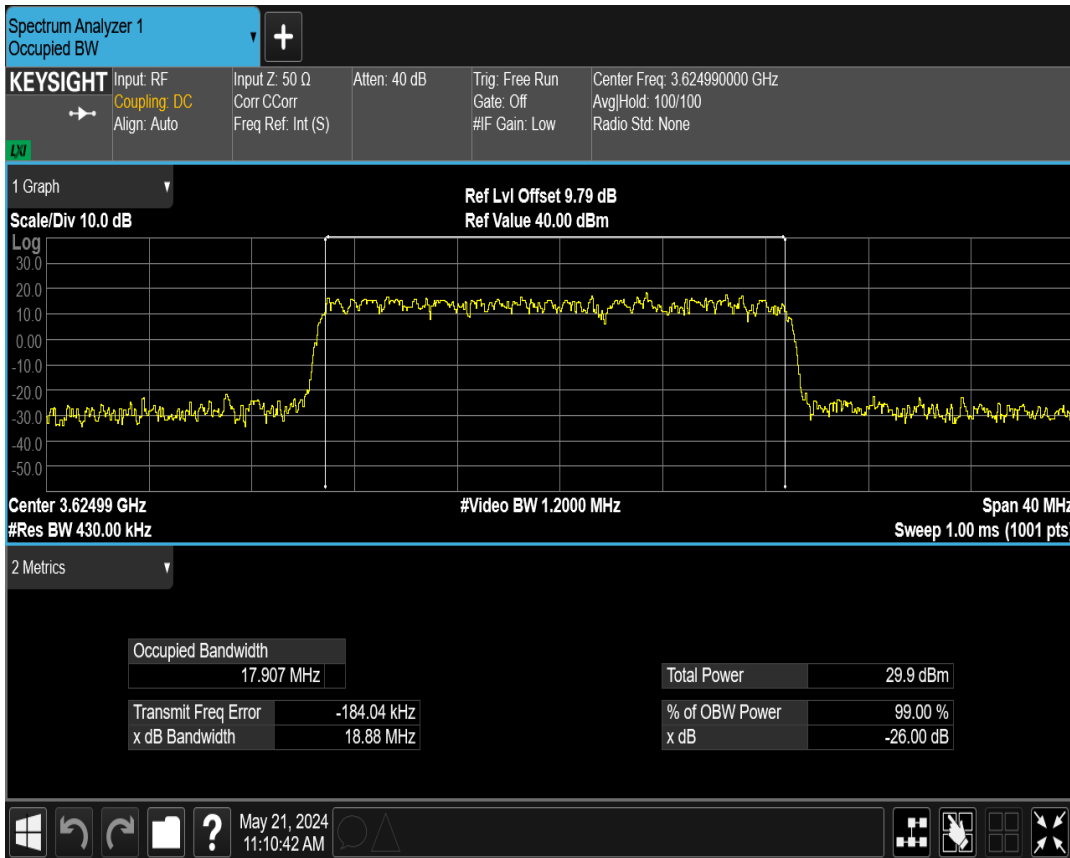 Spectrum Analyzer 1
Occupied BW
KEYSIGHT
LXI
Input: RF
Coupling: DC
Align: Auto
Input Z: 50 Ω
Corr CCorr
Freq Ref: Int (S)
Atten: 40 dB
Trig: Free Run
Gate: Off
#IF Gain: Low
Center Freq: 3.624990000 GHz
Avg|Hold: 100/100
Radio Std: None
1 Graph
Scale/Div 10.0 dB
Ref Lvl Offset 9.79 dB
Ref Value 40.00 dBm
Log
30.0
20.0
10.0
0.00
-10.0
-20.0
-30.0
-40.0
-50.0
Center 3.62499 GHz
#Video BW 1.2000 MHz
Span 40 MHz
#Res BW 430.00 kHz
Sweep 1.00 ms (1001 pts)
2 Metrics
Occupied Bandwidth
17.907 MHz
Transmit Freq Error -184.04 kHz
x dB Bandwidth 18.88 MHz
Total Power 29.9 dBm
% of OBW Power 99.00 %
x dB -26.00 dB
?
May 21, 2024
11:10:42 AM